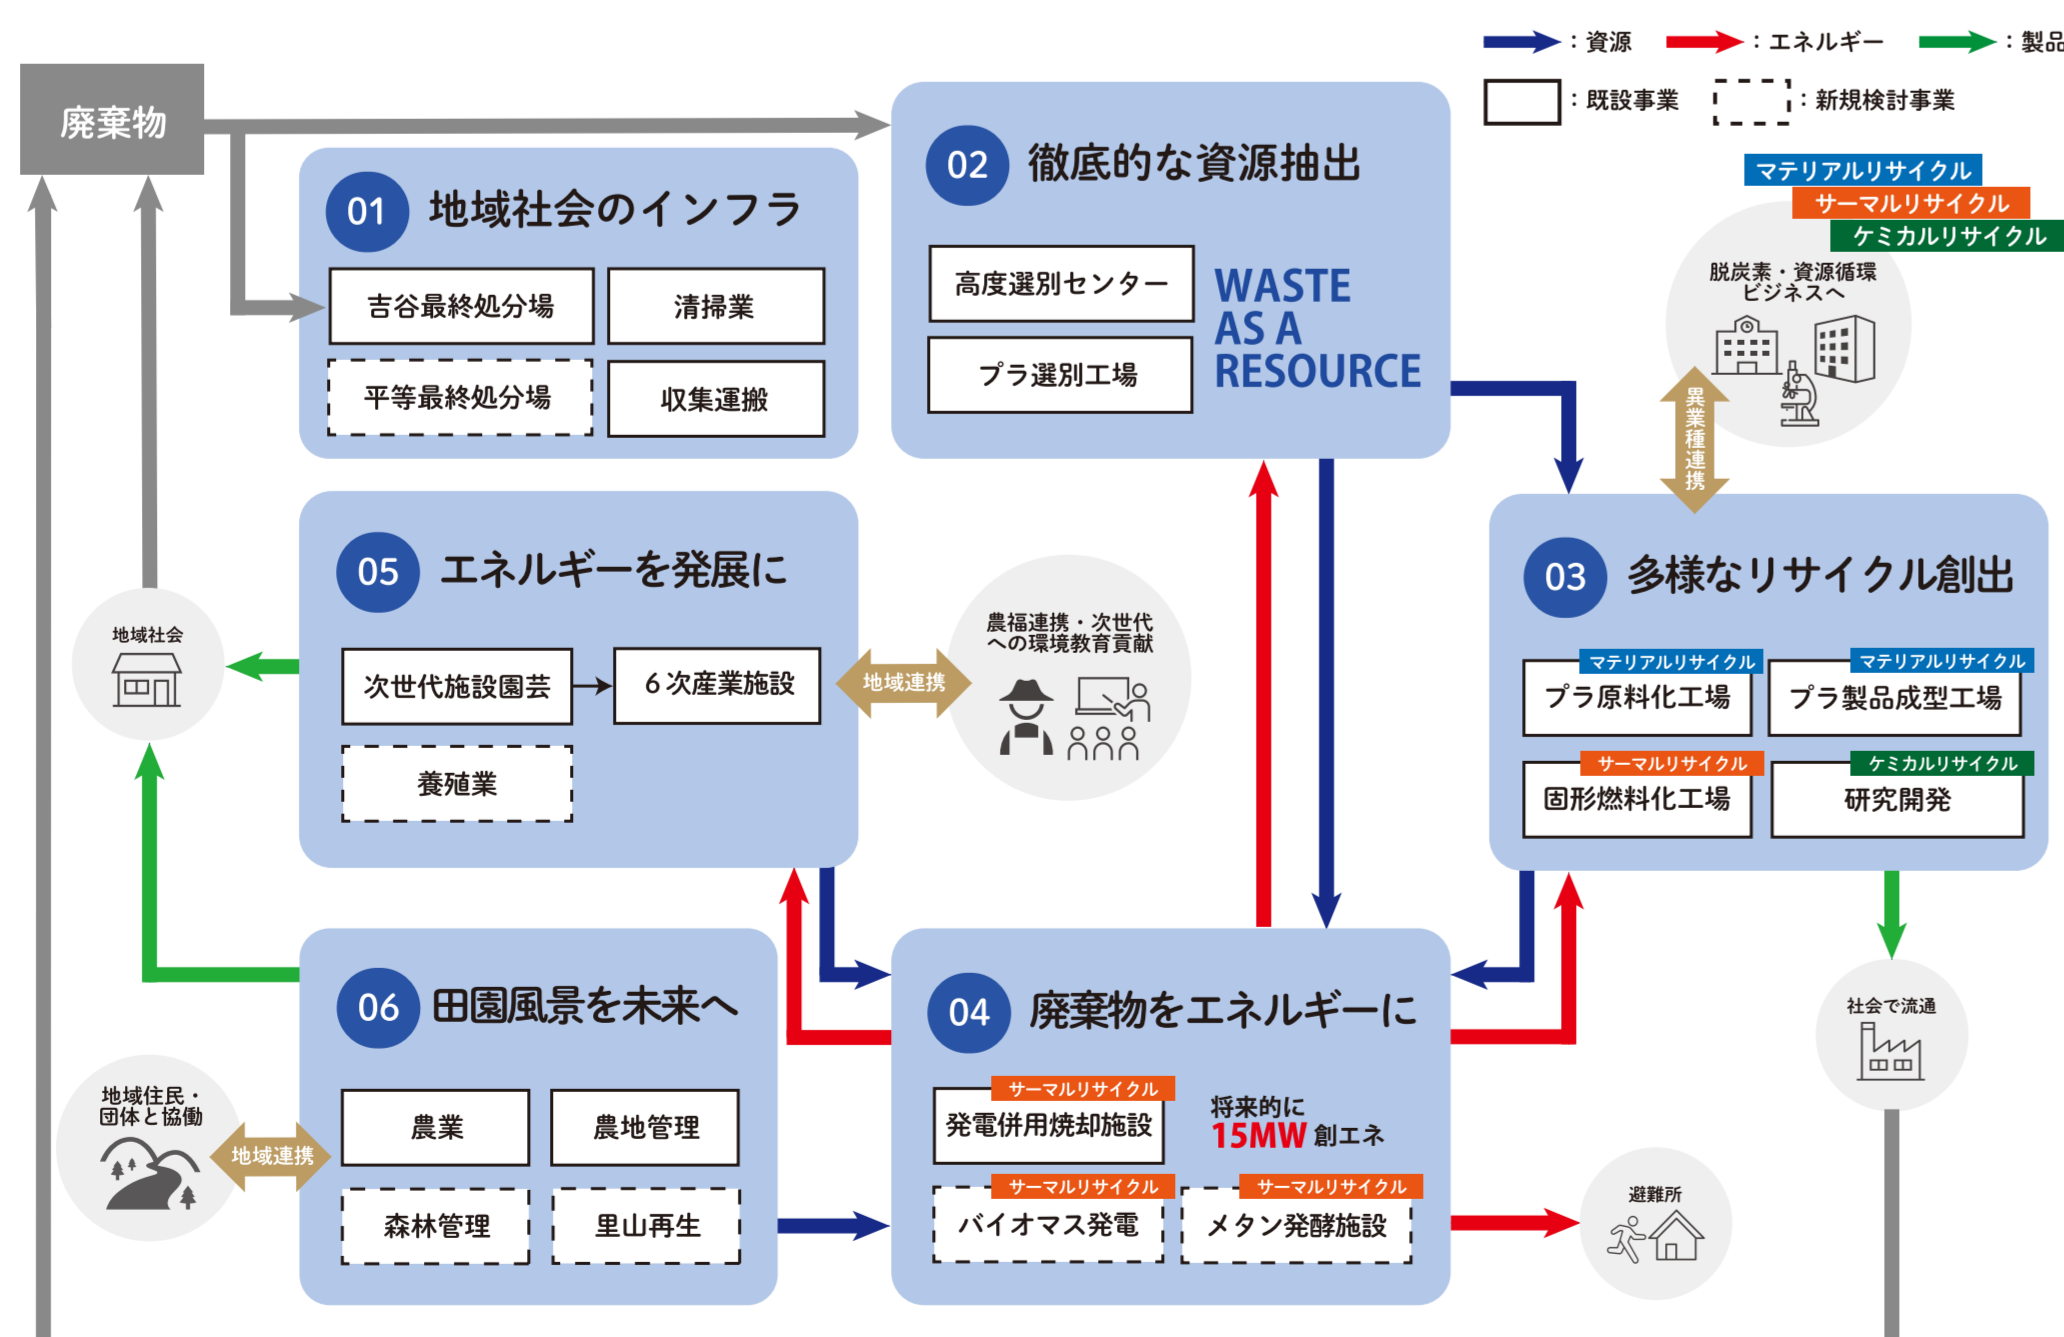 ：資源
：エネルギー
：製品
：既設事業
：新規検討事業
廃棄物
01
地域社会のインフラ
吉谷最終処分場
清掃業
平等最終処分場
収集運搬
02
徹底的な資源抽出
高度選別センター
プラ選別工場
WASTE
AS A
RESOURCE
マテリアルリサイクル
サーマルリサイクル
ケミカルリサイクル
脱炭素・資源循環
ビジネスへ
異業種連携
03
多様なリサイクル創出
マテリアルリサイクル
プラ原料化工場
マテリアルリサイクル
プラ製品成型工場
サーマルリサイクル
固形燃料化工場
ケミカルリサイクル
研究開発
05
エネルギーを発展に
次世代施設園芸
6次産業施設
養殖業
地域連携
農福連携・次世代
への環境教育貢献
地域社会
06
田園風景を未来へ
農業
農地管理
森林管理
里山再生
地域連携
地域住民・
団体と協働
04
廃棄物をエネルギーに
サーマルリサイクル
発電併用焼却施設
将来的に
15MW 創エネ
サーマルリサイクル
バイオマス発電
サーマルリサイクル
メタン発酵施設
社会で流通
避難所